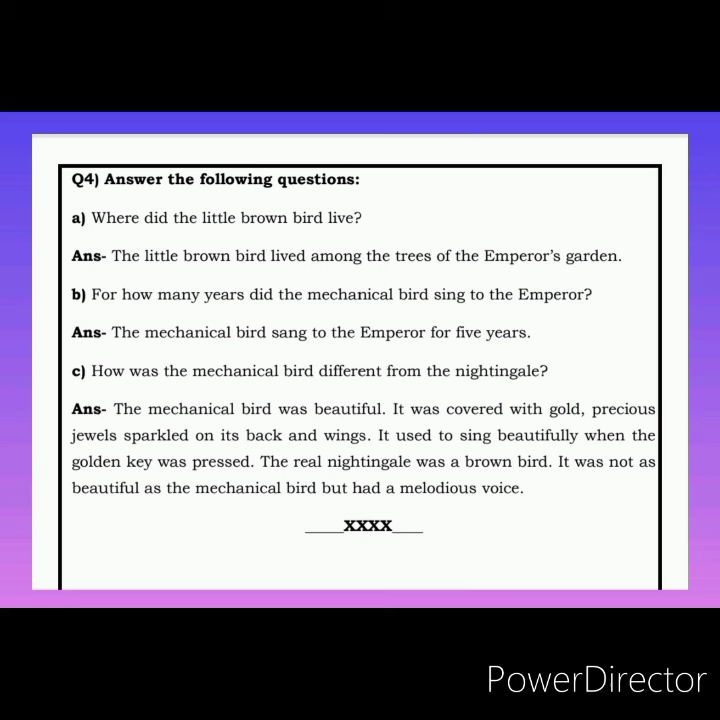 Q4) Answer the following questions:
a) Where did the little brown bird live?
Ans- The little brown bird lived among the trees of the Emperor’s garden.
b) For how many years did the mechanical bird sing to the Emperor?
Ans- The mechanical bird sang to the Emperor for five years.
c) How was the mechanical bird different from the nightingale?
Ans- The mechanical bird was beautiful. It was covered with gold, precious
jewels sparkled on its back and wings. It used to sing beautifully when the
golden key was pressed. The real nightingale was a brown bird. It was not as
beautiful as the mechanical bird but had a melodious voice.
____XXXX____
PowerDirector